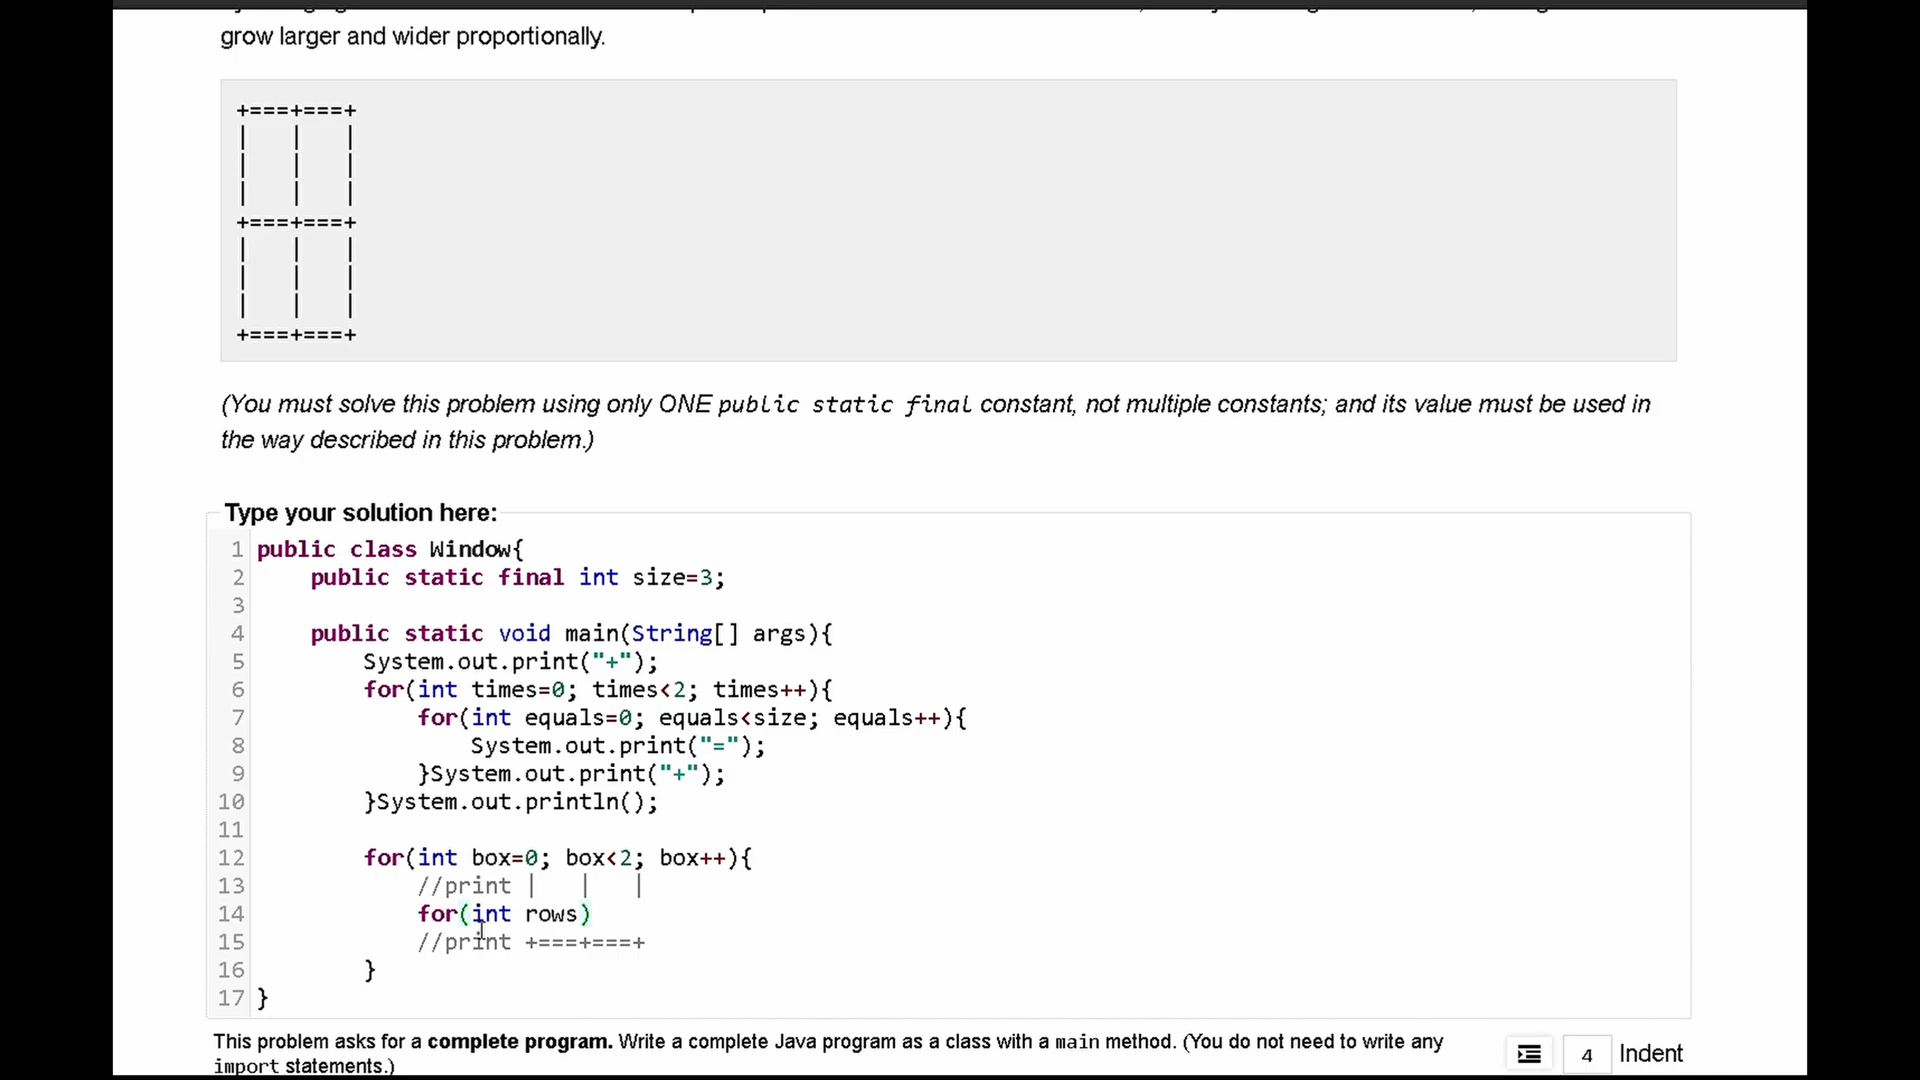 grow larger and wider proportionally.
+===+===+
|   |   |
|   |   |
|   |   |
+===+===+
|   |   |
|   |   |
|   |   |
+===+===+
(You must solve this problem using only ONE public static final constant, not multiple constants; and its value must be used in
the way described in this problem.)
Type your solution here:
1 public class Window{
2     public static final int size=3;
3
4     public static void main(String[] args){
5         System.out.print("+");
6         for(int times=0; times<2; times++){
7             for(int equals=0; equals<size; equals++){
8                 System.out.print("=");
9             }System.out.print("+");
10         }System.out.println();
11
12         for(int box=0; box<2; box++){
13             //print |   |   |
14             for(int rows)
15             //print +===+===+
16         }
17 }
This problem asks for a complete program. Write a complete Java program as a class with a main method. (You do not need to write any
import statements.)
4 Indent